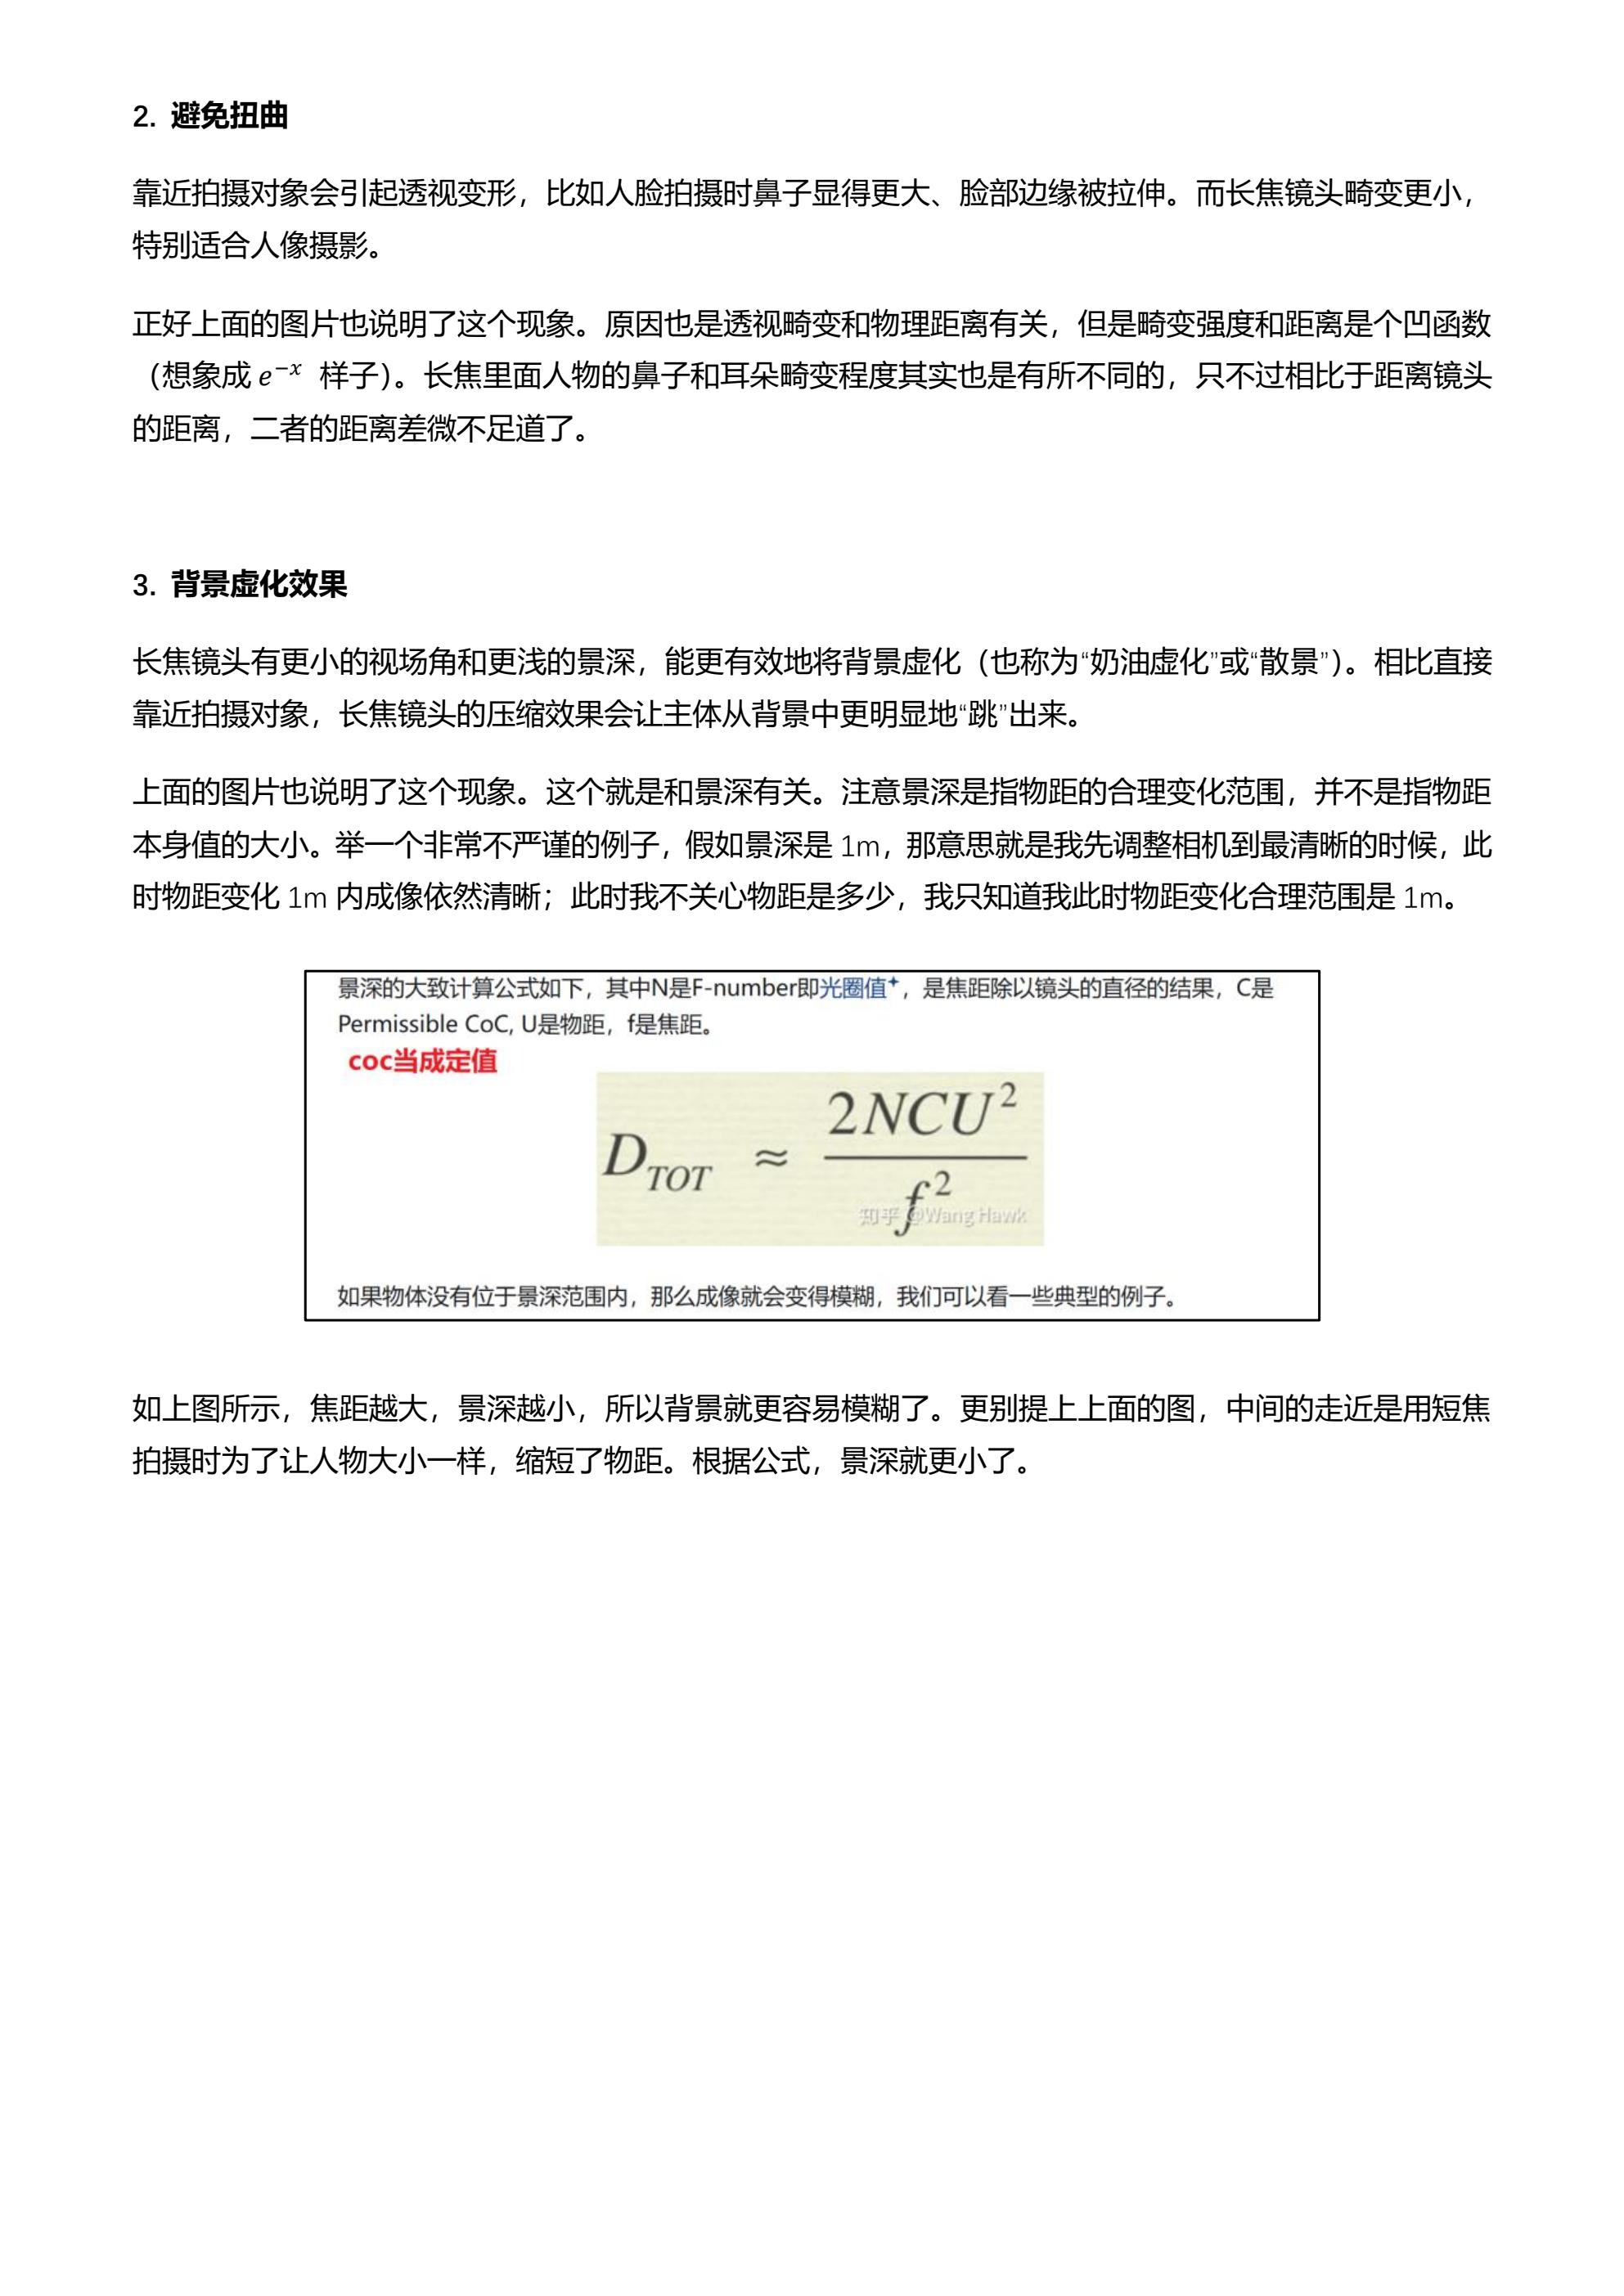 2. 避免扭曲
靠近拍摄对象会引起透视变形，比如人脸拍摄时鼻子显得更大、脸部边缘被拉伸。而长焦镜头畸变更小，
特别适合人像摄影。
正好上面的图片也说明了这个现象。原因也是透视畸变和物理距离有关，但是畸变强度和距离是个凹函数
（想象成 e^{-x} 样子）。长焦里面人物的鼻子和耳朵畸变程度其实也是有所不同的，只不过相比于距离镜头
的距离，二者的距离差微不足道了。
3. 背景虚化效果
长焦镜头有更小的视场角和更浅的景深，能更有效地将背景虚化（也称为“奶油虚化”或“散景”）。相比直接
靠近拍摄对象，长焦镜头的压缩效果会让主体从背景中更明显地“跳”出来。
上面的图片也说明了这个现象。这个就是和景深有关。注意景深是指物距的合理变化范围，并不是指物距
本身值的大小。举一个非常不严谨的例子，假如景深是 1m，那意思就是我先调整相机到最清晰的时候，此
时物距变化 1m 内成像依然清晰；此时我不关心物距是多少，我只知道我此时物距变化合理范围是 1m。
景深的大致计算公式如下，其中N是F-number即光圈值，是焦距除以镜头的直径的结果，C是
Permissible CoC, U是物距，f是焦距。
coc当成定值
D_{TOT} ≈ \frac{2NCU^2}{f^2}
知乎 @Wang Hawk
如果物体没有位于景深范围内，那么成像就会变得模糊，我们可以看一些典型的例子。
如上图所示，焦距越大，景深越小，所以背景就更容易模糊了。更别提上上面的图，中间的走近是用短焦
拍摄时为了让人物大小一样，缩短了物距。根据公式，景深就更小了。